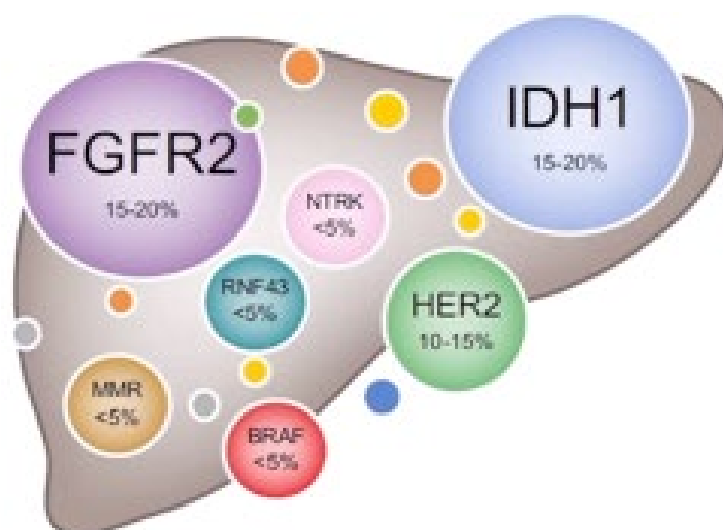 FGFR2
15-20%
IDH1
15-20%
NTRK
<5%
RNF43
<5%
HER2
10-15%
MMR
<5%
BRAF
<5%